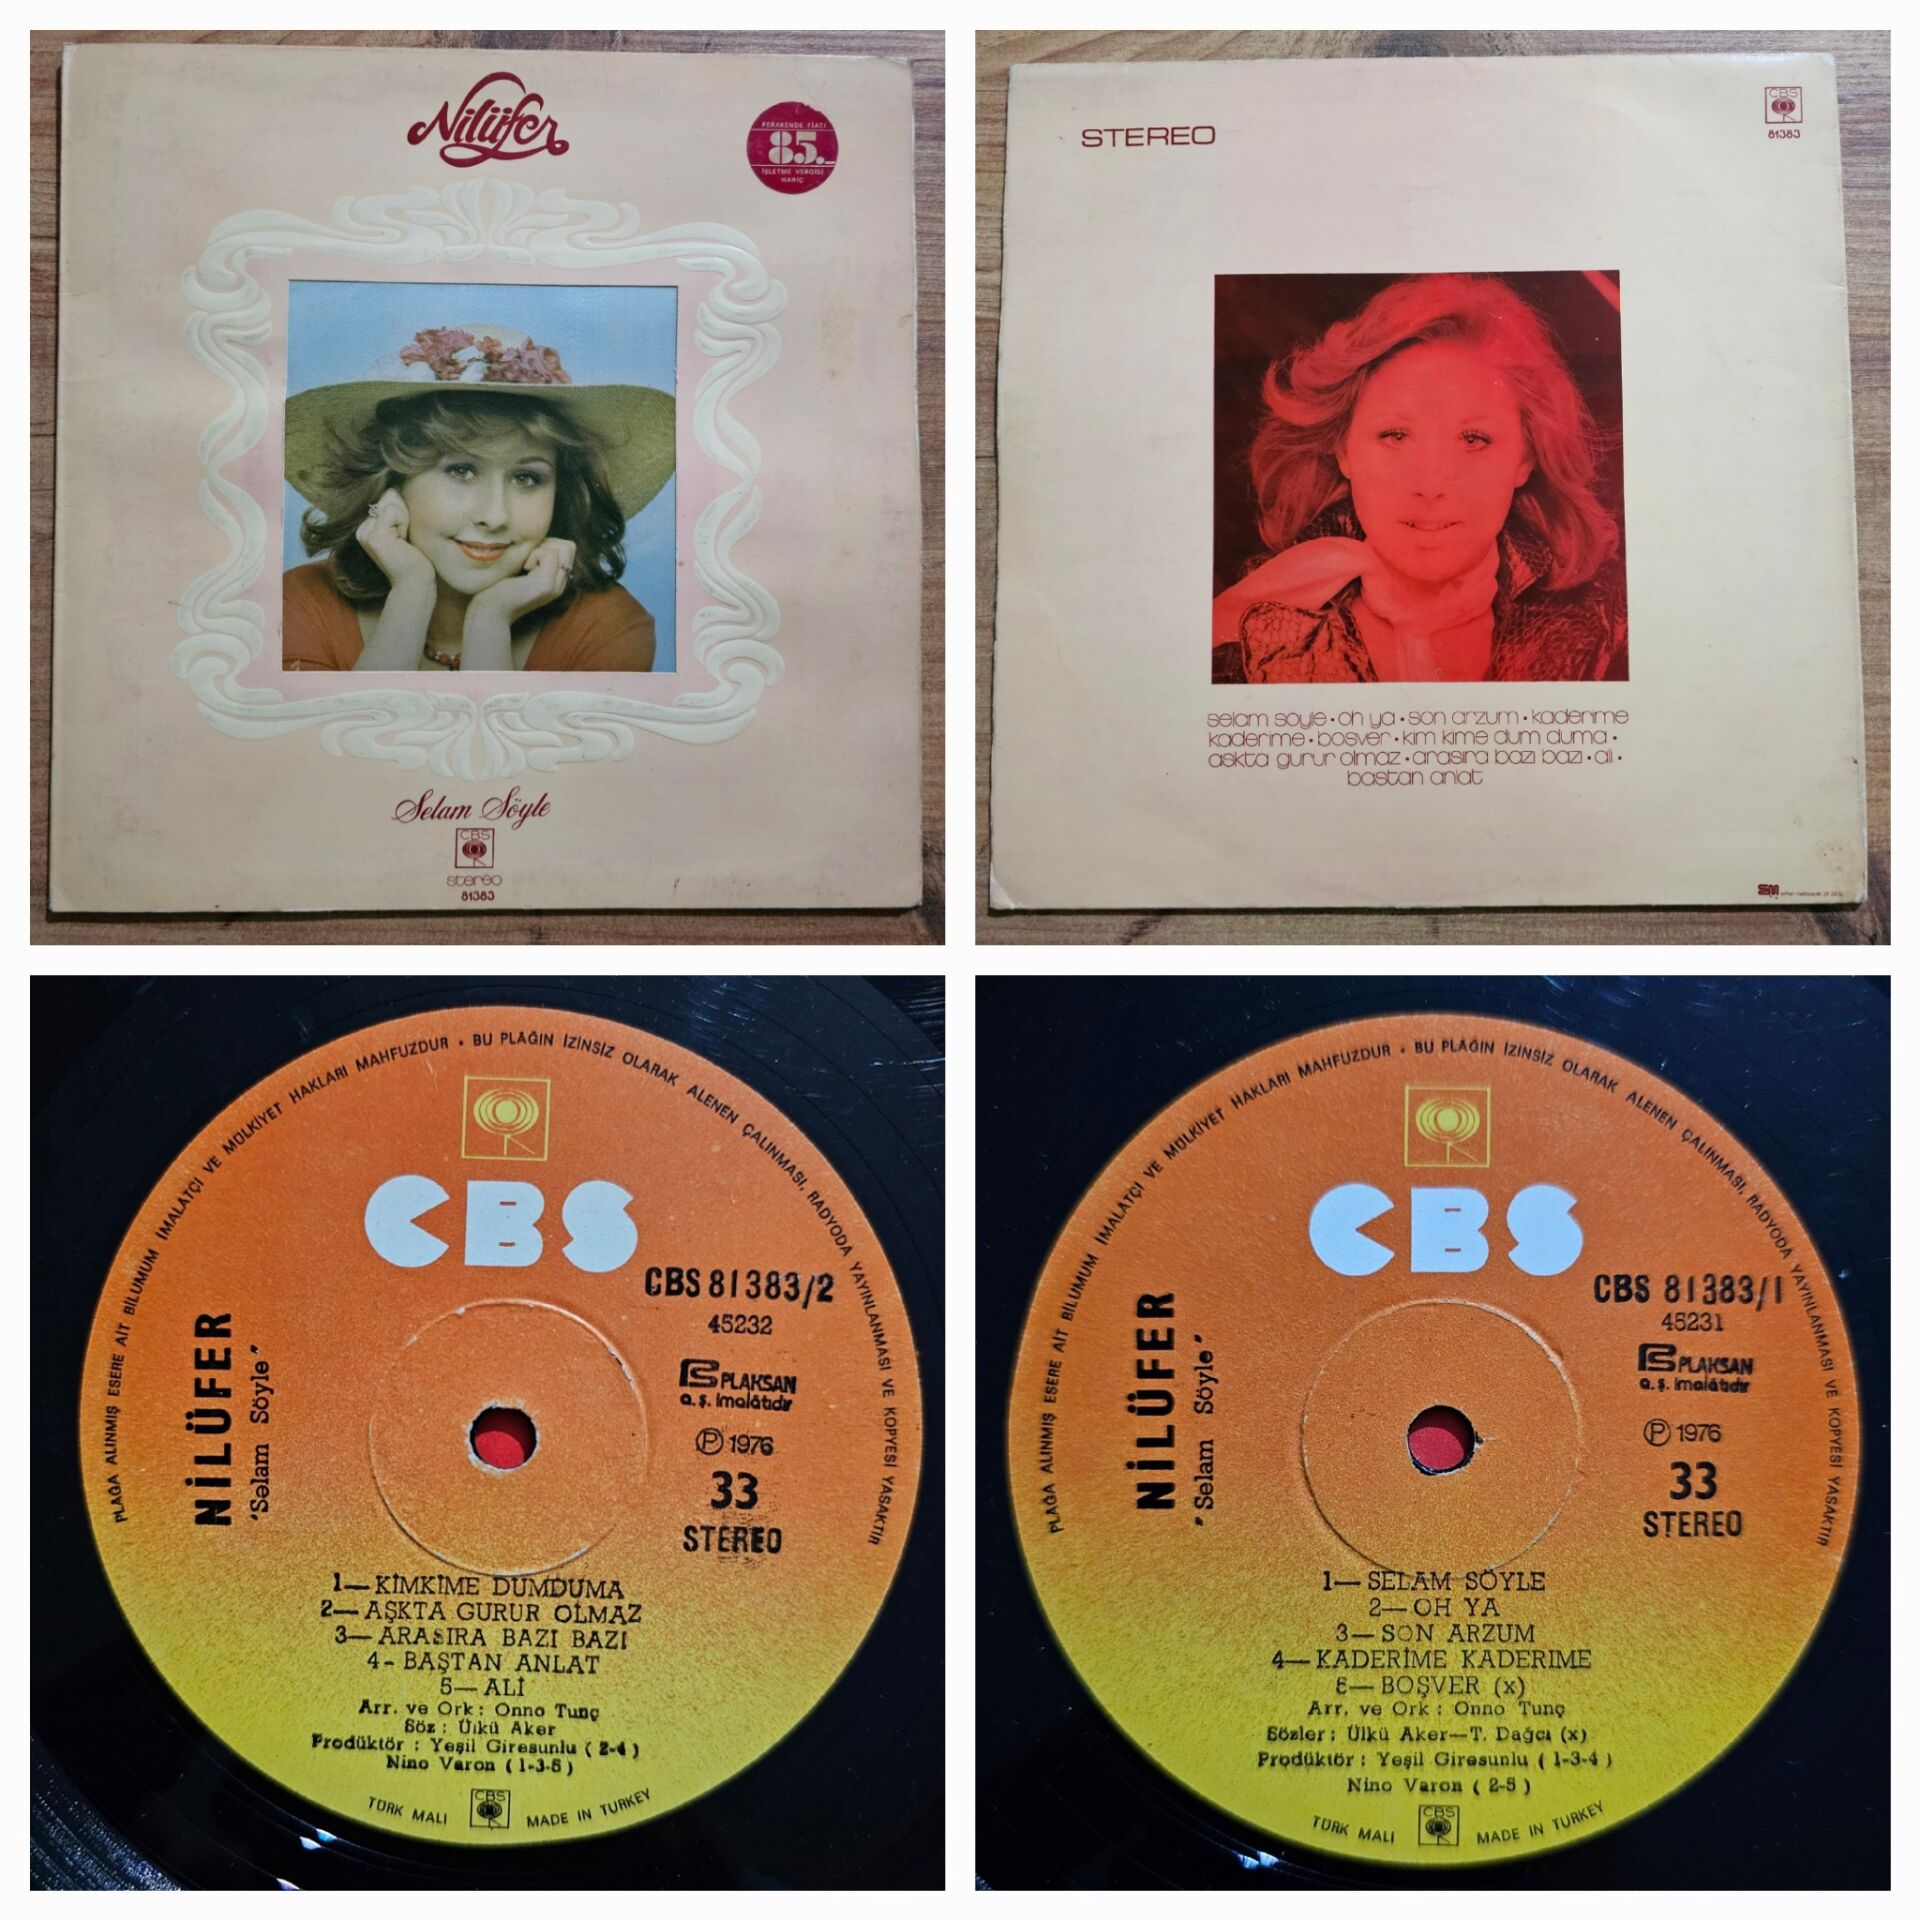 Nilüfer
PERAKENDE FİATI
85._
İŞLETME VERGİSİ
HARİÇ
Selam Söyle
CBS
stereo
81383
STEREO
CBS
81383
selam söyle • oh ya • son arzum • kaderime
kaderime • boşver • kim kime dum duma •
aşkta gurur olmaz • arasıra bazı bazı • ali •
baştan anlat
PLAĞA ALINMIŞ ESERE AİT BİLUMUM İMALATÇI VE MÜLKİYET HAKLARI MAHFUZDUR • BU PLAĞIN İZİNSİZ OLARAK ALENEN ÇALINMASI, RADYODA YAYINLANMASI VE KOPYESİ YASAKTIR
CBS
CBS 81383/2
45232
PLAKSAN
a.ş. imalâtıdır
℗ 1976
33
STEREO
NİLÜFER
"Selam Söyle"
1—KİMKİME DUMDUMA
2—AŞKTA GURUR OLMAZ
3—ARASIRA BAZI BAZI
4-BAŞTAN ANLAT
5—ALİ
Arr. ve Ork : Onno Tunç
Söz : Ülkü Aker
Prodüktör : Yeşil Giresunlu ( 2-4 )
Nino Varon ( 1-3-5 )
TÜRK MALI CBS MADE IN TURKEY
PLAĞA ALINMIŞ ESERE AİT BİLUMUM İMALATÇI VE MÜLKİYET HAKLARI MAHFUZDUR • BU PLAĞIN İZİNSİZ OLARAK ALENEN ÇALINMASI, RADYODA YAYINLANMASI VE KOPYESİ YASAKTIR
CBS
CBS 81383/1
45231
PLAKSAN
a.ş. imalâtıdır
℗ 1976
33
STEREO
NİLÜFER
"Selam Söyle"
1—SELAM SÖYLE
2—OH YA
3—SON ARZUM
4—KADERİME KADERIME
5—BOŞVER (x)
Arr. ve Ork : Onno Tunç
Sözler : Ülkü Aker—T. Dağcı (x)
Prodüktör : Yeşil Giresunlu ( 1-3-4 )
Nino Varon ( 2-5 )
TÜRK MALI CBS MADE IN TURKEY